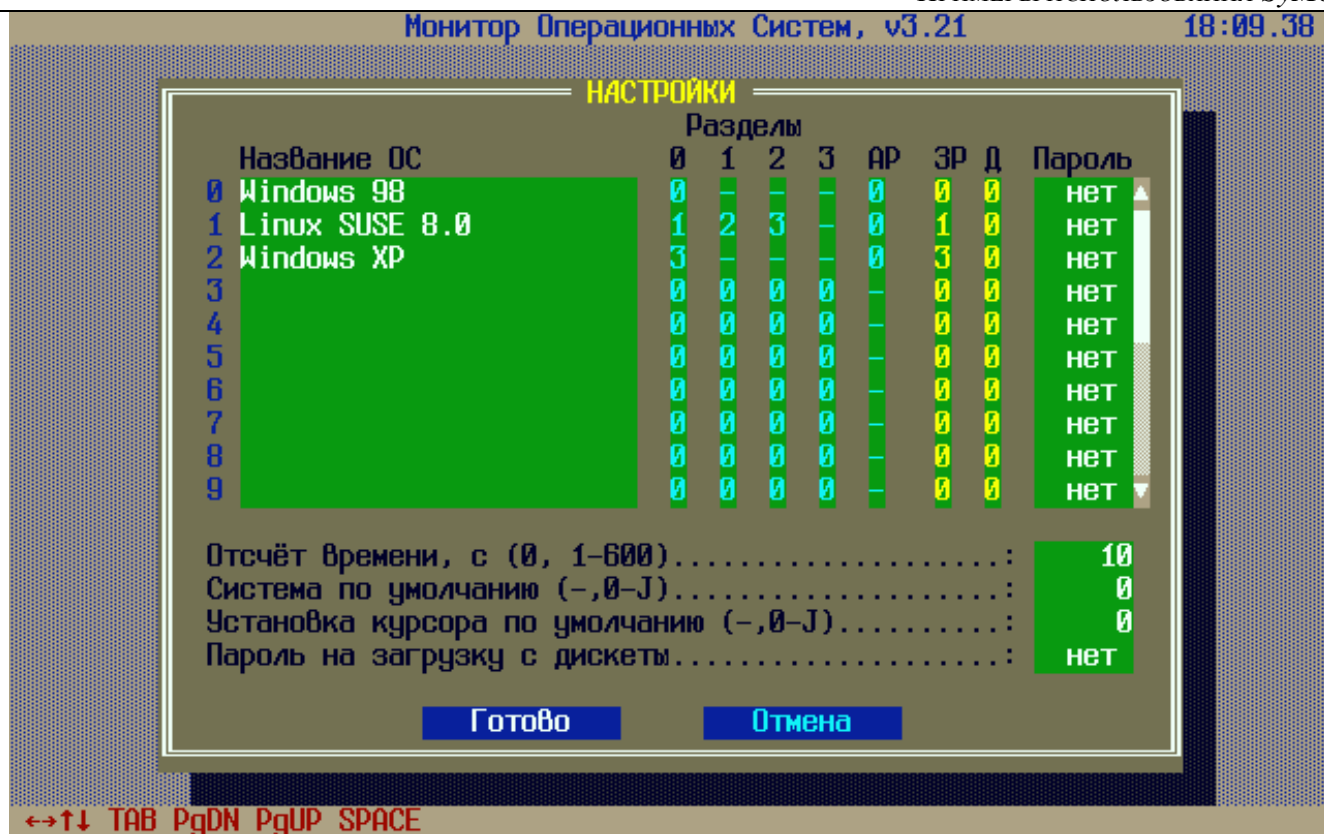 Монитор Операционных Систем, v3.21 18:09.38
НАСТРОЙКИ
Разделы
Название ОС 0 1 2 3 АР ЗР Д Пароль
0 Windows 98 0 - - - 0 0 0 нет
1 Linux SUSE 8.0 1 2 3 - 0 1 0 нет
2 Windows XP 3 - - - 0 3 0 нет
3 0 0 0 0 - 0 0 нет
4 0 0 0 0 - 0 0 нет
5 0 0 0 0 - 0 0 нет
6 0 0 0 0 - 0 0 нет
7 0 0 0 0 - 0 0 нет
8 0 0 0 0 - 0 0 нет
9 0 0 0 0 - 0 0 нет
Отсчёт времени, с (0, 1-600)....................: 10
Система по умолчанию (-,0-J)....................: 0
Установка курсора по умолчанию (-,0-J)..........: 0
Пароль на загрузку с дискеты....................: нет
Готово Отмена
←→↑↓ TAB PgDN PgUP SPACE